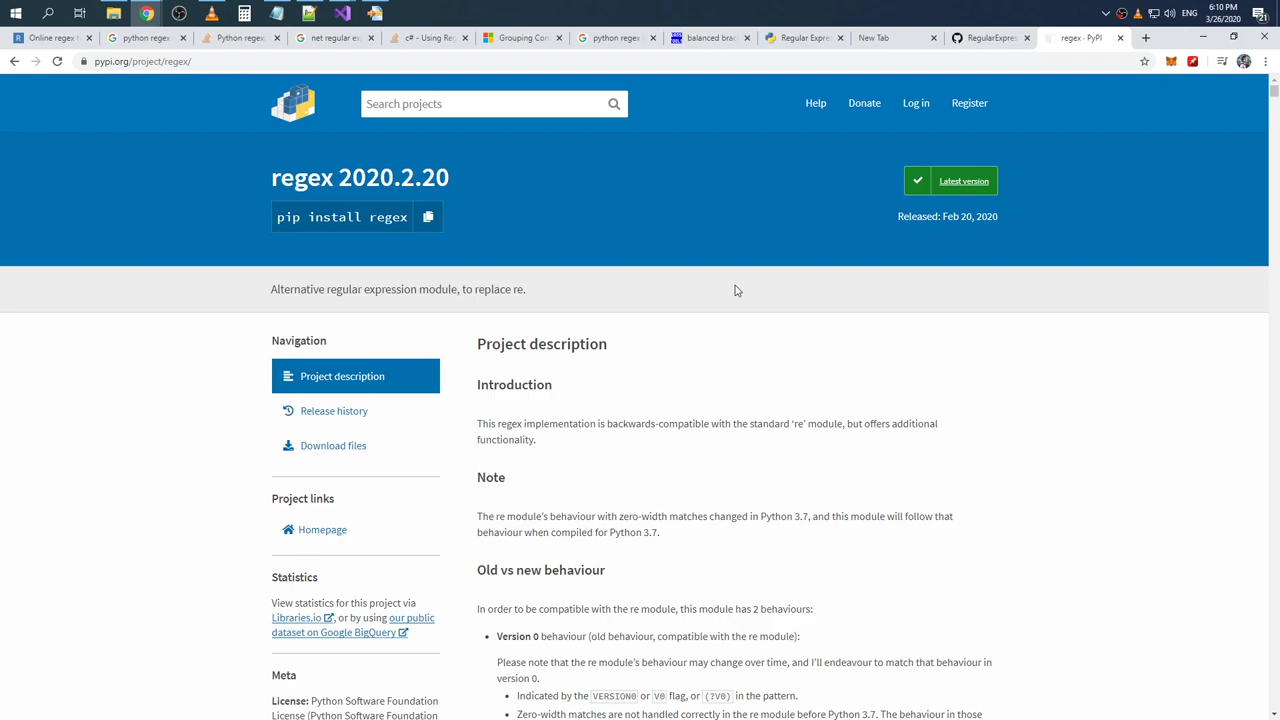 6:10 PM
ENG
3/26/2020
21
Online regex t
python regex
Python regex
net regular ex
c# - Using Reg
Grouping Con
python regex
balanced brac
Regular Expre
New Tab
RegularExpres
regex · PyPI
pypi.org/project/regex/
Search projects
Help
Donate
Log in
Register
regex 2020.2.20
Latest version
pip install regex
Released: Feb 20, 2020
Alternative regular expression module, to replace re.
Navigation
Project description
Release history
Download files
Project links
Homepage
Statistics
View statistics for this project via
Libraries.io, or by using our public
dataset on Google BigQuery
Meta
License: Python Software Foundation
License (Python Software Foundation
Project description
Introduction
This regex implementation is backwards-compatible with the standard ‘re’ module, but offers additional
functionality.
Note
The re module’s behaviour with zero-width matches changed in Python 3.7, and this module will follow that
behaviour when compiled for Python 3.7.
Old vs new behaviour
In order to be compatible with the re module, this module has 2 behaviours:
Version 0 behaviour (old behaviour, compatible with the re module):
Please note that the re module’s behaviour may change over time, and I’ll endeavour to match that behaviour in
version 0.
Indicated by the VERSION0 or V0 flag, or (?V0) in the pattern.
Zero-width matches are not handled correctly in the re module before Python 3.7. The behaviour in those